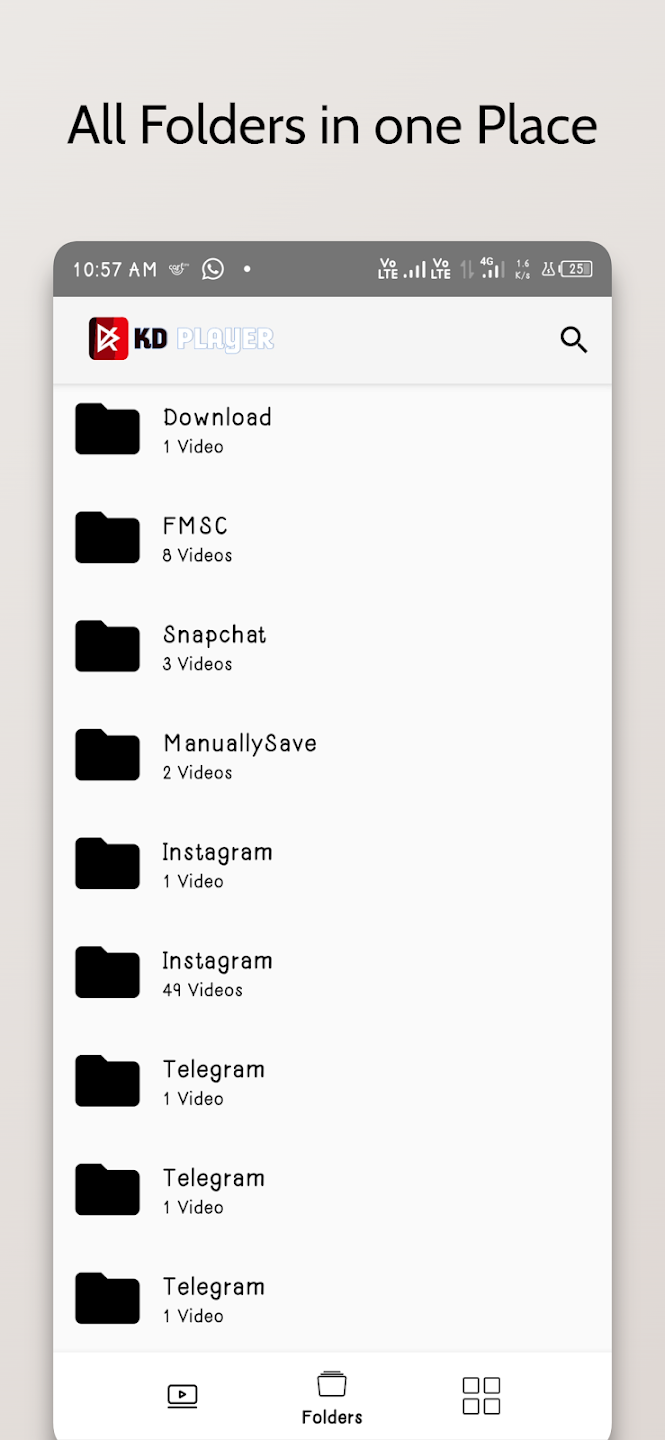 All Folders in one Place
10:57 AM Vo LTE Vo LTE 4G 1.6 K/s 25
KD PLAYER
Download
1 Video
FMSC
8 Videos
Snapchat
3 Videos
ManuallySave
2 Videos
Instagram
1 Video
Instagram
49 Videos
Telegram
1 Video
Telegram
1 Video
Telegram
1 Video
Folders